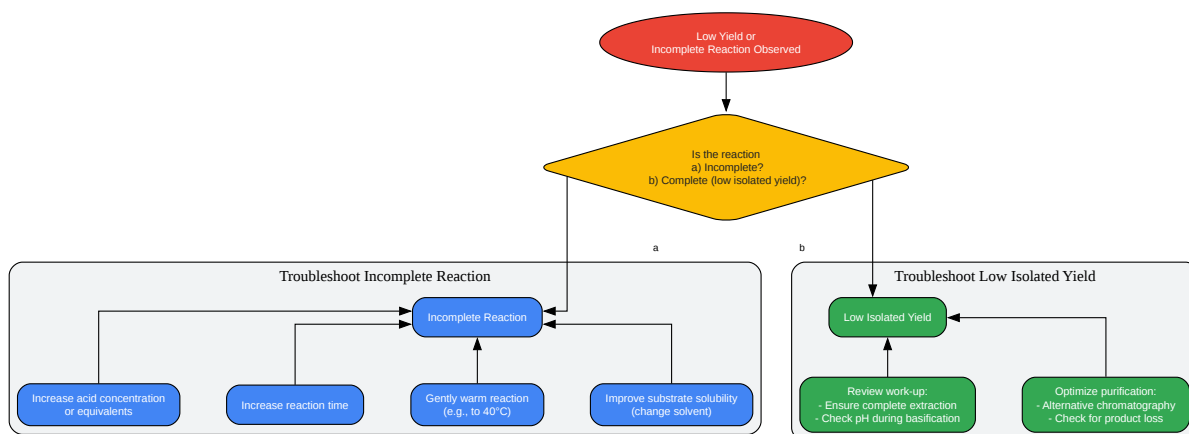 Low Yield or
Incomplete Reaction Observed
Is the reaction
a) Incomplete?
b) Complete (low isolated yield)?
a
b
Troubleshoot Incomplete Reaction
Incomplete Reaction
Increase acid concentration
or equivalents
Increase reaction time
Gently warm reaction
(e.g., to 40°C)
Improve substrate solubility
(change solvent)
Troubleshoot Low Isolated Yield
Low Isolated Yield
Review work-up:
- Ensure complete extraction
- Check pH during basification
Optimize purification:
- Alternative chromatography
- Check for product loss